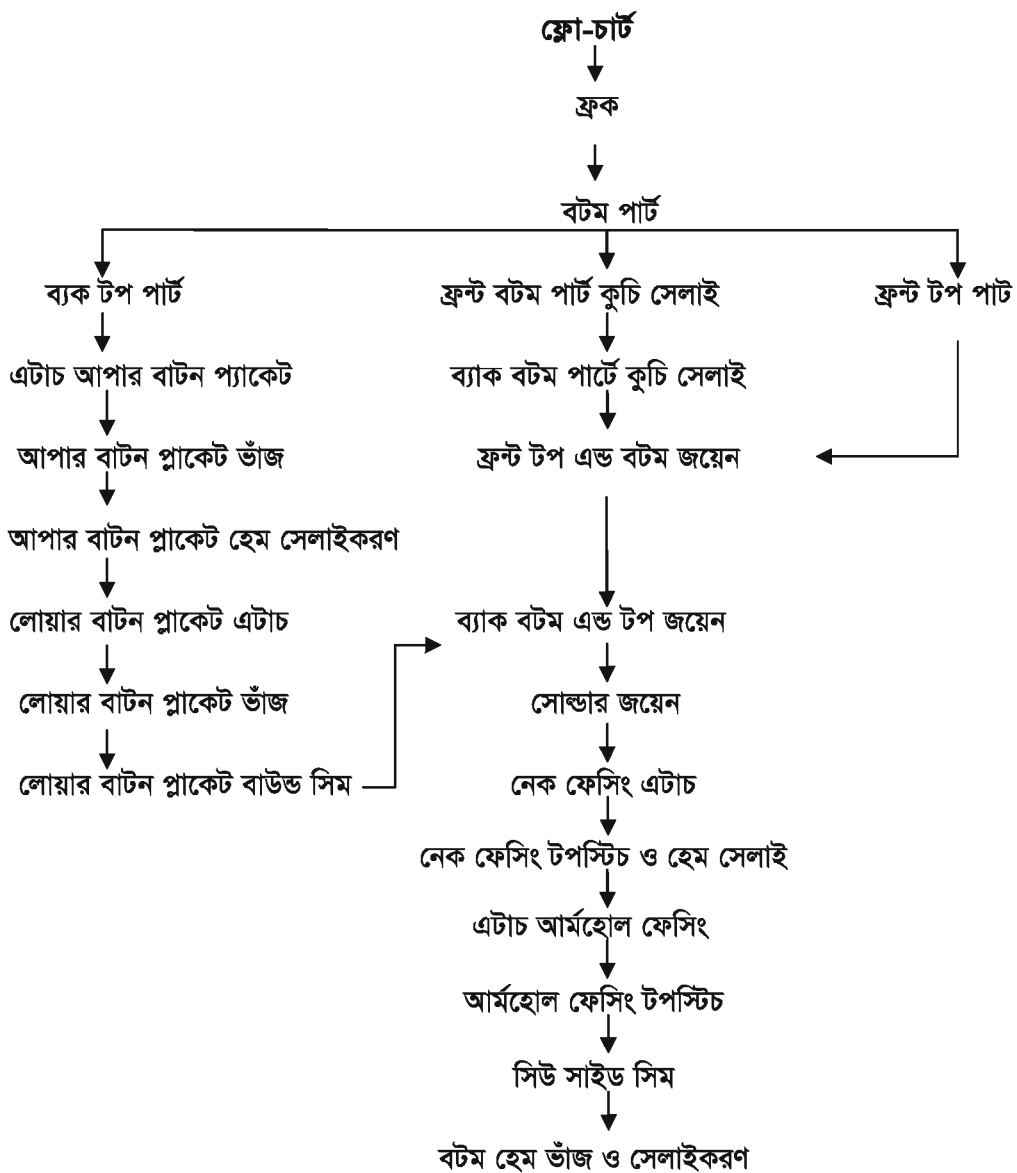 ফ্লো-চার্ট
ফ্রক
বটম পার্ট
ব্যক টপ পার্ট
ফ্রন্ট বটম পার্ট কুচি সেলাই
ফ্রন্ট টপ পাট
এটাচ আপার বাটন প্যাকেট
ব্যাক বটম পার্টে কুচি সেলাই
আপার বাটন প্লাকেট ভাঁজ
ফ্রন্ট টপ এন্ড বটম জয়েন
আপার বাটন প্লাকেট হেম সেলাইকরণ
লোয়ার বাটন প্লাকেট এটাচ
ব্যাক বটম এন্ড টপ জয়েন
লোয়ার বাটন প্লাকেট ভাঁজ
সোল্ডার জয়েন
লোয়ার বাটন প্লাকেট বাউন্ড সিম
নেক ফেসিং এটাচ
নেক ফেসিং টপস্টিচ ও হেম সেলাই
এটাচ আর্মহোল ফেসিং
আর্মহোল ফেসিং টপস্টিচ
সিউ সাইড সিম
বটম হেম ভাঁজ ও সেলাইকরণ